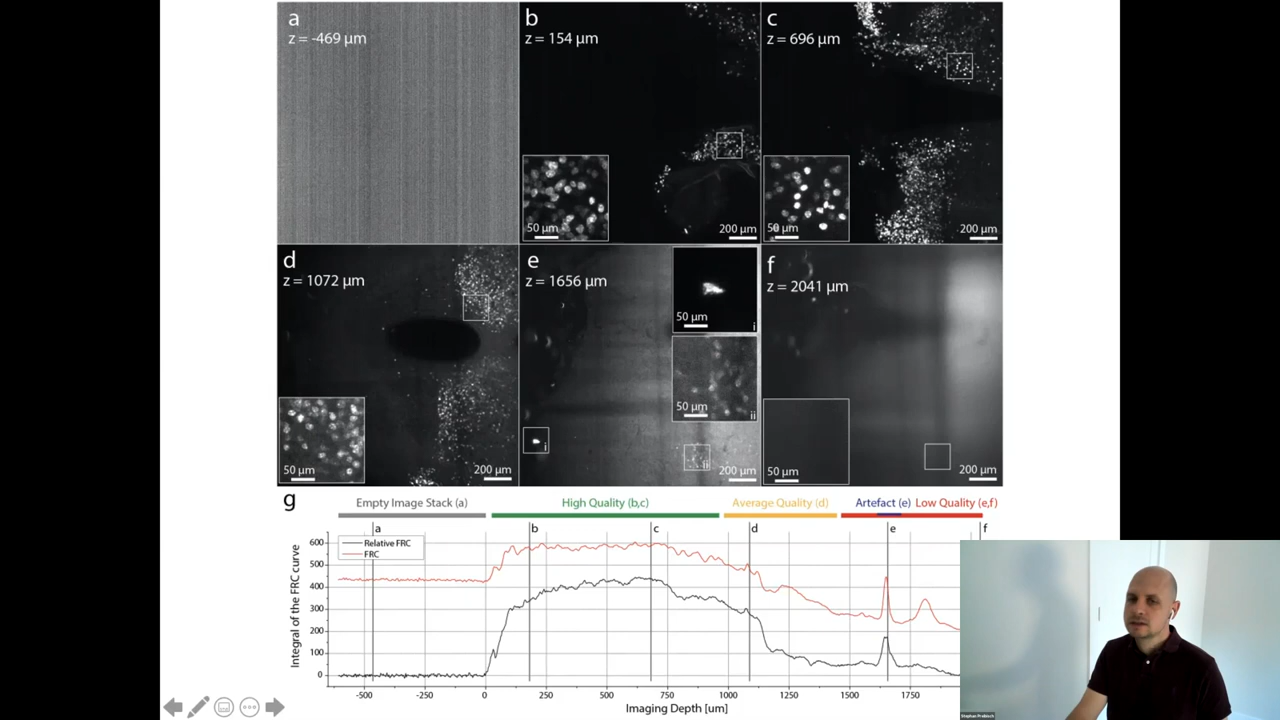 a
z = -469 µm
b
z = 154 µm
50 µm
200 µm
c
z = 696 µm
50 µm
200 µm
d
z = 1072 µm
50 µm
200 µm
e
z = 1656 µm
50 µm
i
50 µm
ii
i
ii
200 µm
f
z = 2041 µm
50 µm
200 µm
g
Empty Image Stack (a) High Quality (b,c) Average Quality (d) Artefact (e) Low Quality (e,f)
a b c d e f
Relative FRC
FRC
Integral of the FRC curve
600
500
400
300
200
100
0
-500 -250 0 250 500 750 1000 1250 1500 1750
Imaging Depth [um]